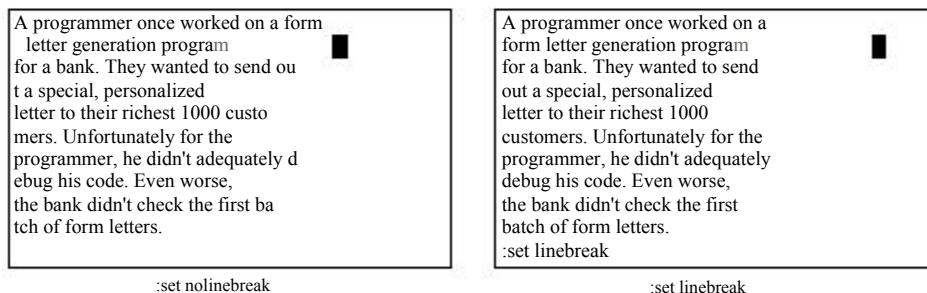 A programmer once worked on a form
letter generation program
for a bank. They wanted to send ou
t a special, personalized
letter to their richest 1000 custo
mers. Unfortunately for the
programmer, he didn't adequately d
ebug his code. Even worse,
the bank didn't check the first ba
tch of form letters.
:set nolinebreak
A programmer once worked on a
form letter generation program
for a bank. They wanted to send
out a special, personalized
letter to their richest 1000
customers. Unfortunately for the
programmer, he didn't adequately
debug his code. Even worse,
the bank didn't check the first
batch of form letters.
:set linebreak
:set linebreak